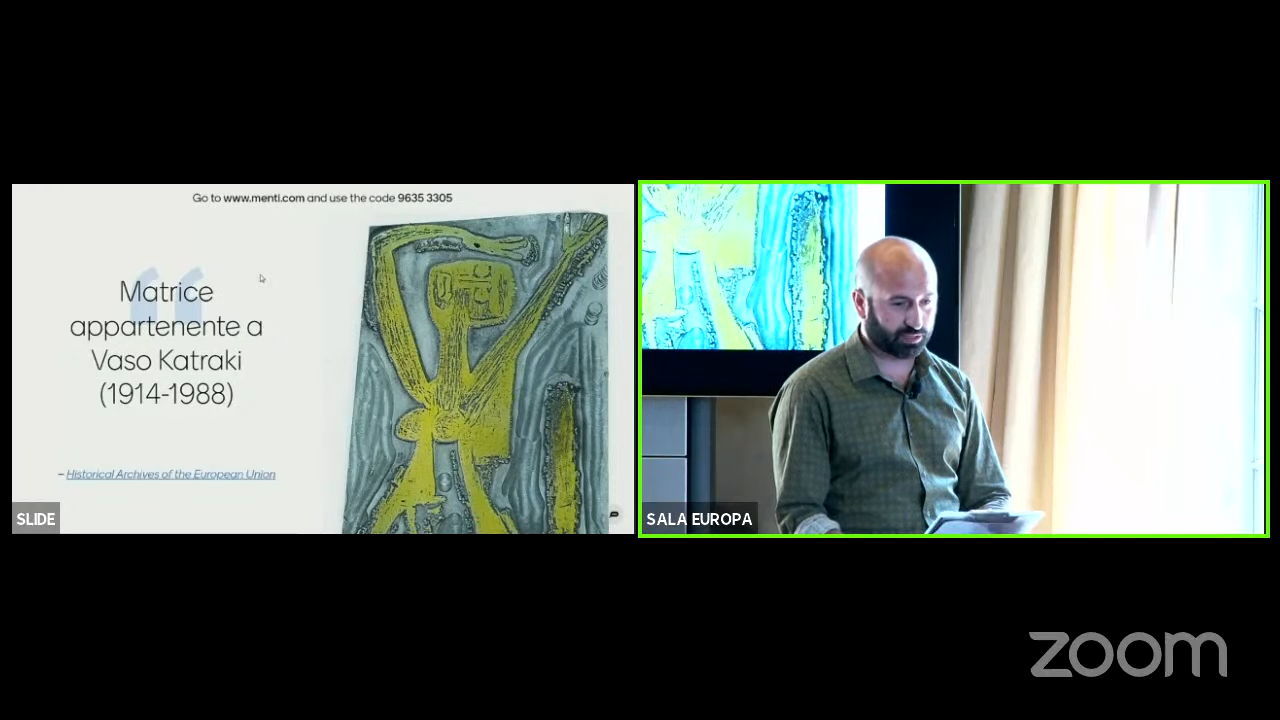 Go to www.menti.com and use the code 9635 3305
Matrice
appartenente a
Vaso Katraki
(1914-1988)
– Historical Archives of the European Union
SLIDE
SALA EUROPA
zoom